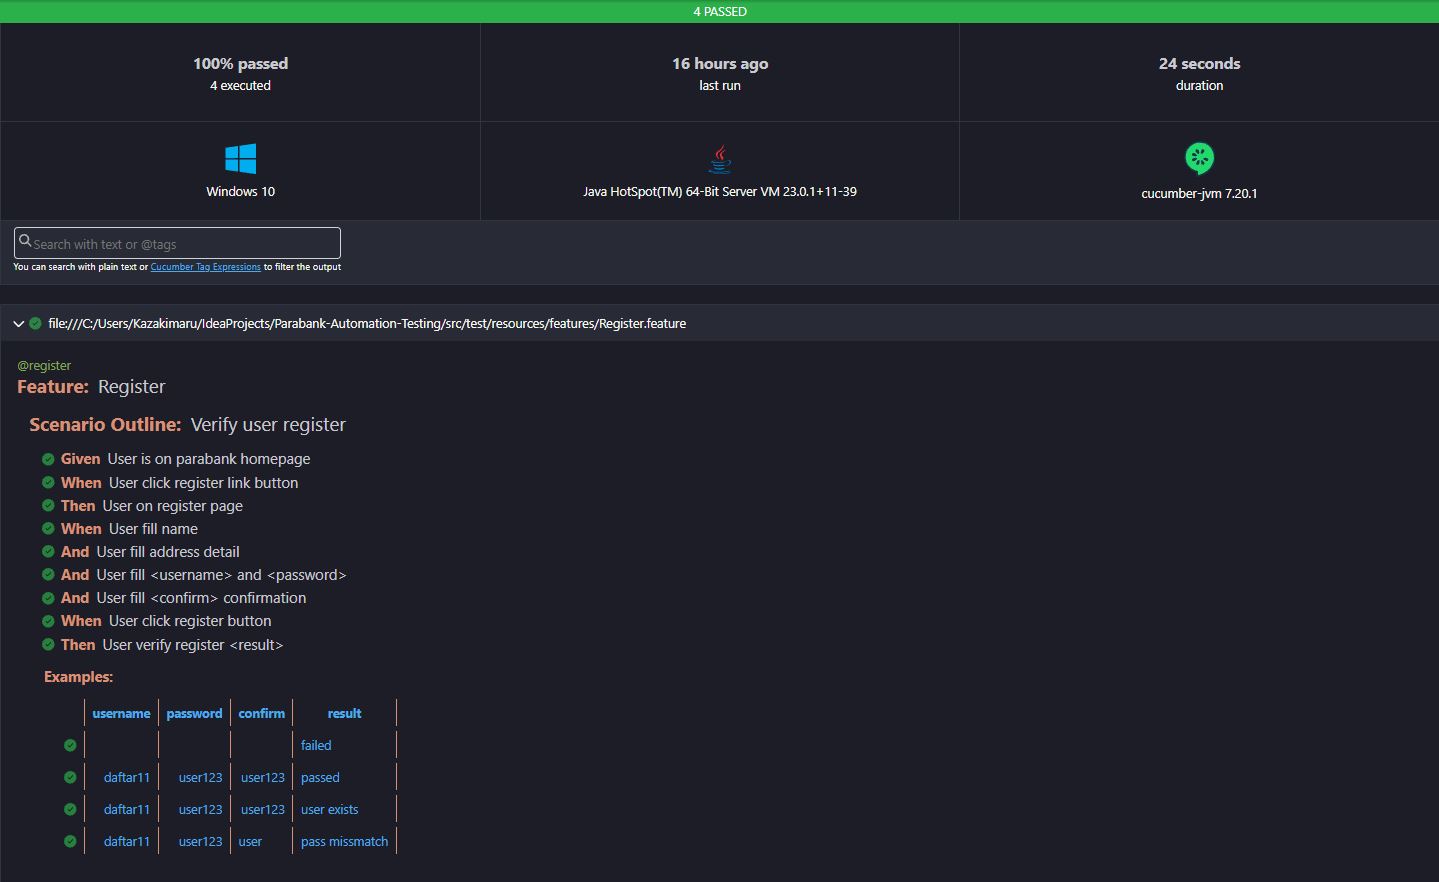 4 PASSED
100% passed
4 executed
16 hours ago
last run
24 seconds
duration
Windows 10
Java HotSpot(TM) 64-Bit Server VM 23.0.1+11-39
cucumber-jvm 7.20.1
Search with text or @tags
You can search with plain text or Cucumber Tag Expressions to filter the output
file:///C:/Users/Kazakimaru/IdeaProjects/Parabank-Automation-Testing/src/test/resources/features/Register.feature
@register
Feature: Register
Scenario Outline: Verify user register
Given User is on parabank homepage
When User click register link button
Then User on register page
When User fill name
And User fill address detail
And User fill <username> and <password>
And User fill <confirm> confirmation
When User click register button
Then User verify register <result>
Examples:
username password confirm result
failed
daftar11 user123 user123 passed
daftar11 user123 user123 user exists
daftar11 user123 user pass missmatch